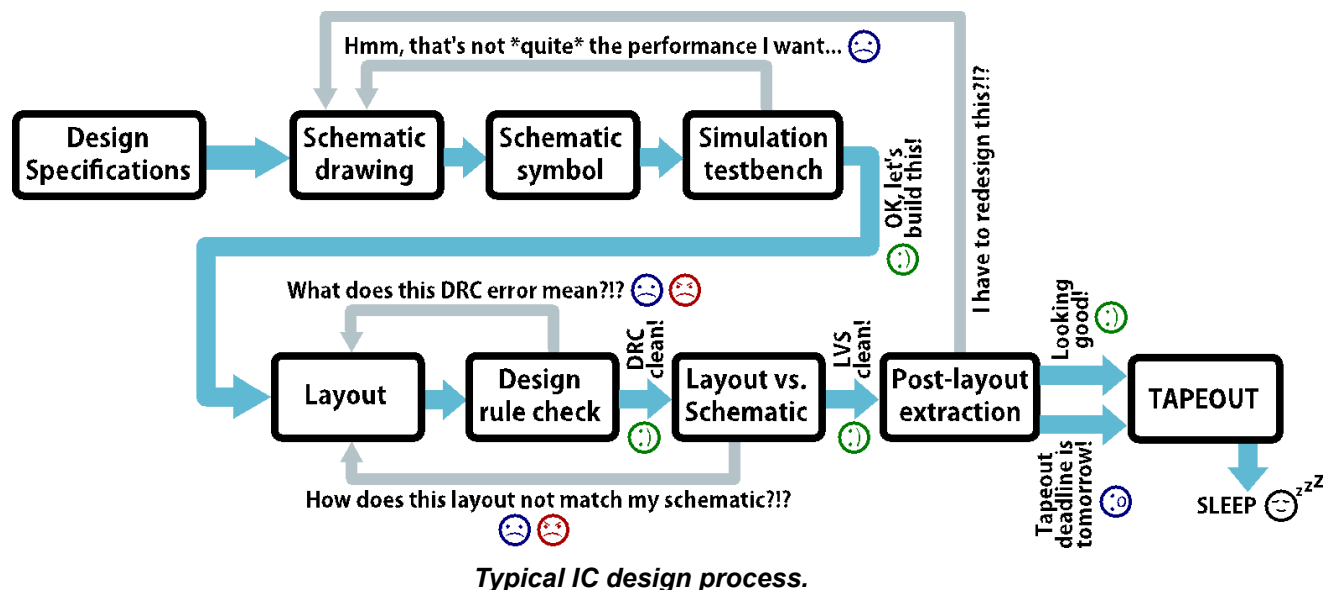 Hmm, that's not *quite* the performance I want...
Design
Specifications
Schematic
drawing
Schematic
symbol
Simulation
testbench
OK, let's
build this!
I have to redesign this?!?
What does this DRC error mean?!?
Layout
Design
rule check
DRC
clean!
Layout vs.
Schematic
LVS
clean!
Post-layout
extraction
Looking
good!
Tapeout
deadline is
tomorrow!
TAPEOUT
SLEEP
zzz
How does this layout not match my schematic?!?
Typical IC design process.